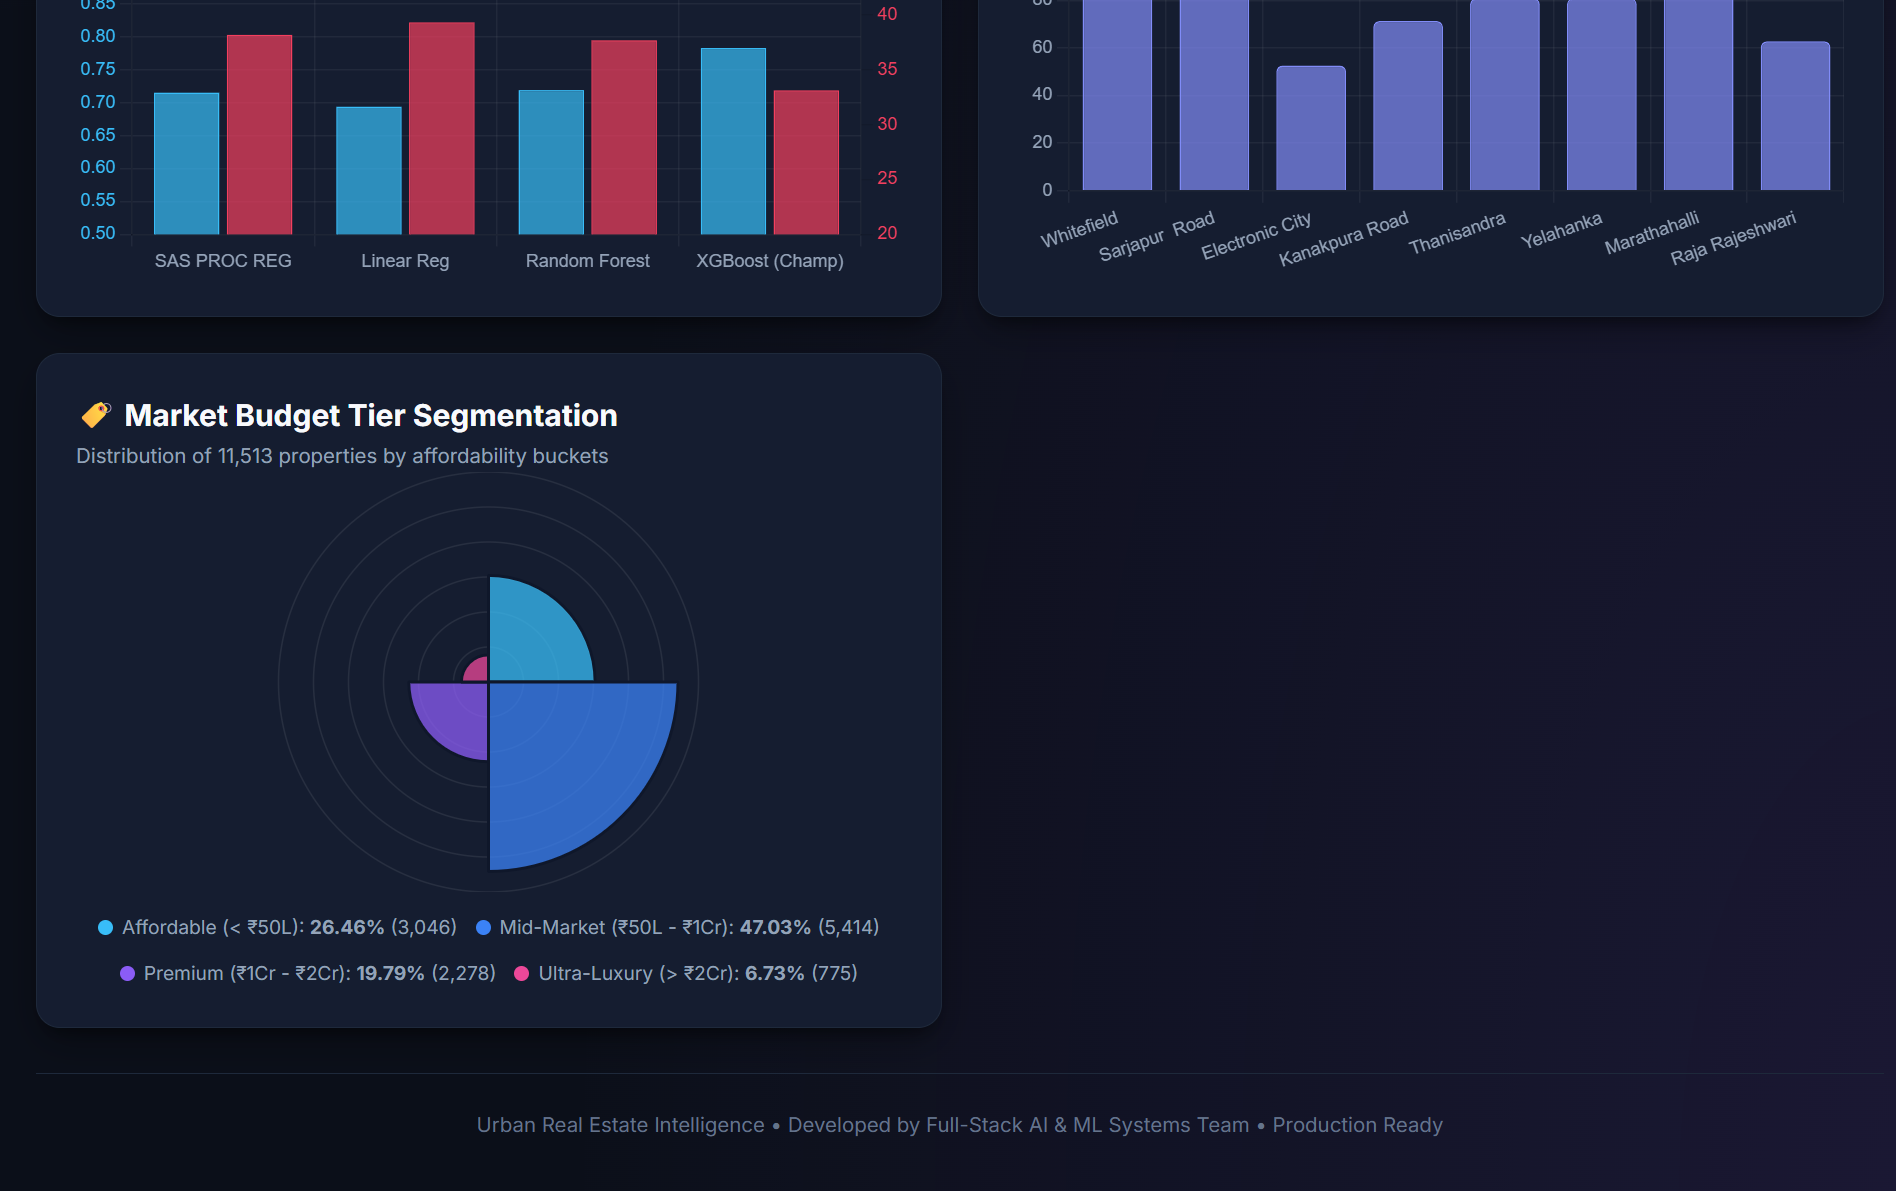 0.85
0.80
0.75
0.70
0.65
0.60
0.55
0.50
40
35
30
25
20
SAS PROC REG
Linear Reg
Random Forest
XGBoost (Champ)
80
60
40
20
0
Whitefield
Sarjapur  Road
Electronic City
Kanakpura Road
Thanisandra
Yelahanka
Marathahalli
Raja Rajeshwari
Market Budget Tier Segmentation
Distribution of 11,513 properties by affordability buckets
Affordable (< ₹50L): 26.46% (3,046) Mid-Market (₹50L - ₹1Cr): 47.03% (5,414)
Premium (₹1Cr - ₹2Cr): 19.79% (2,278) Ultra-Luxury (> ₹2Cr): 6.73% (775)
Urban Real Estate Intelligence • Developed by Full-Stack AI & ML Systems Team • Production Ready